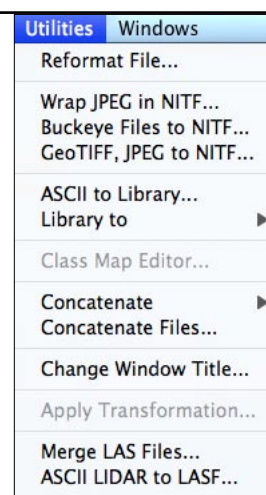 Utilities Windows
Reformat File...
Wrap JPEG in NITF...
Buckeye Files to NITF...
GeoTIFF, JPEG to NITF...
ASCII to Library...
Library to
Class Map Editor...
Concatenate
Concatenate Files...
Change Window Title...
Apply Transformation...
Merge LAS Files...
ASCII LIDAR to LASF...